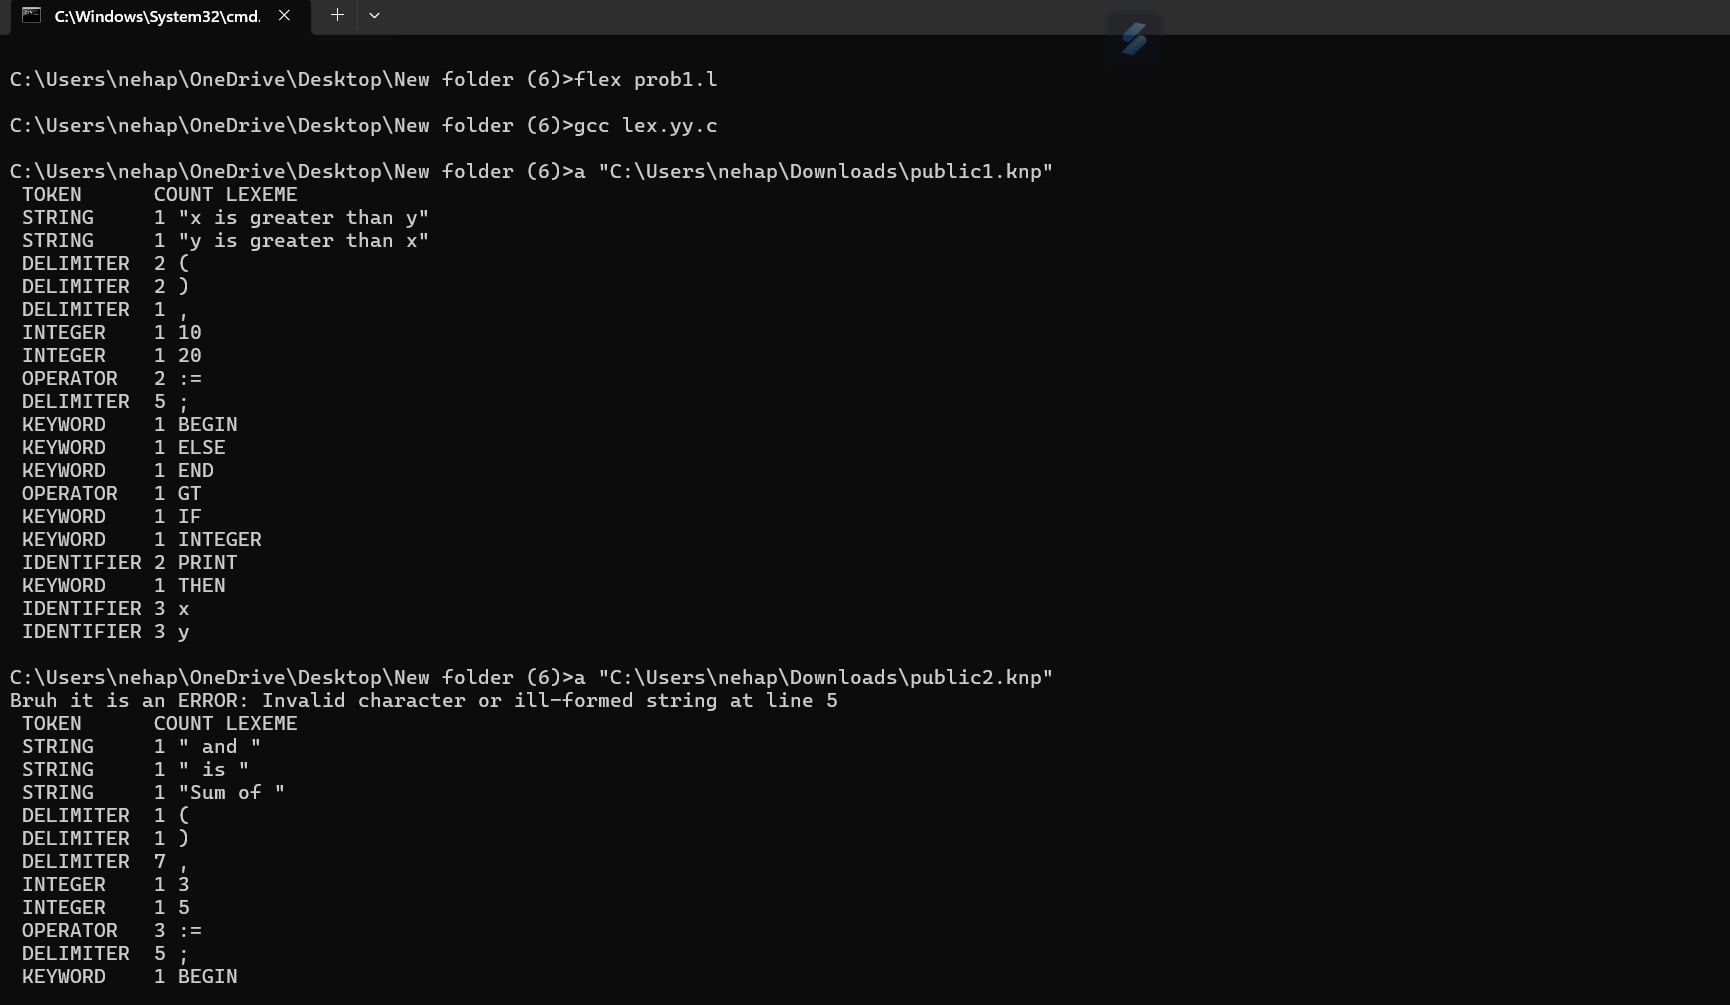 C:\Windows\System32\cmd.
C:\Users\nehap\OneDrive\Desktop\New folder (6)>flex prob1.l
C:\Users\nehap\OneDrive\Desktop\New folder (6)>gcc lex.yy.c
C:\Users\nehap\OneDrive\Desktop\New folder (6)>a "C:\Users\nehap\Downloads\public1.knp"
TOKEN      COUNT LEXEME
STRING     1 "x is greater than y"
STRING     1 "y is greater than x"
DELIMITER  2 (
DELIMITER  2 )
DELIMITER  1 ,
INTEGER    1 10
INTEGER    1 20
OPERATOR   2 :=
DELIMITER  5 ;
KEYWORD    1 BEGIN
KEYWORD    1 ELSE
KEYWORD    1 END
OPERATOR   1 GT
KEYWORD    1 IF
KEYWORD    1 INTEGER
IDENTIFIER 2 PRINT
KEYWORD    1 THEN
IDENTIFIER 3 x
IDENTIFIER 3 y
C:\Users\nehap\OneDrive\Desktop\New folder (6)>a "C:\Users\nehap\Downloads\public2.knp"
Bruh it is an ERROR: Invalid character or ill-formed string at line 5
TOKEN      COUNT LEXEME
STRING     1 " and "
STRING     1 " is "
STRING     1 "Sum of "
DELIMITER  1 (
DELIMITER  1 )
DELIMITER  7 ,
INTEGER    1 3
INTEGER    1 5
OPERATOR   3 :=
DELIMITER  5 ;
KEYWORD    1 BEGIN